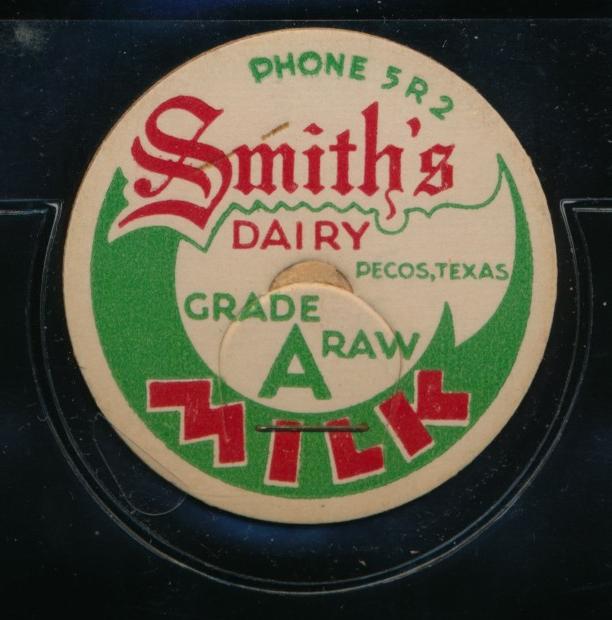 PHONE 5R2
Smith's
DAIRY
PECOS, TEXAS
GRADE
A RAW
MILK